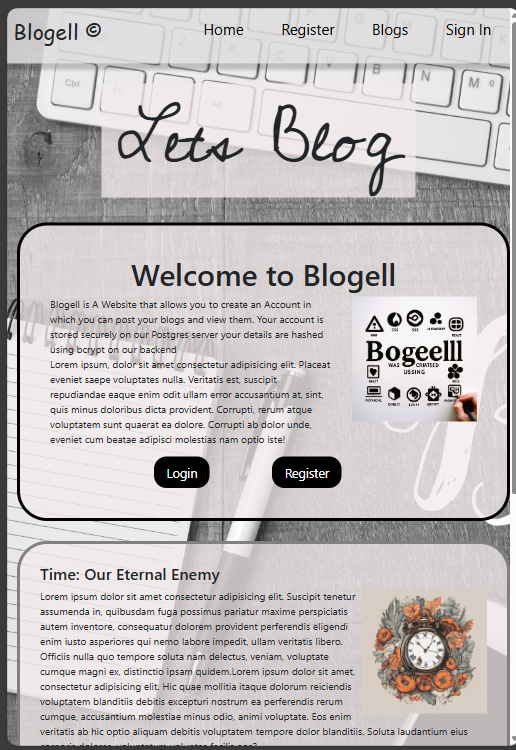 Blogell ©
Home Register Blogs Sign In
Ctrl
Alt
V B N M
Lets Blog
Welcome to Blogell
Blogell is A Website that allows you to create an Account in
which you can post your blogs and view them. Your account is
stored securely on our Postgres server your details are hashed
using bcrypt on our backend
Lorem ipsum, dolor sit amet consectetur adipisicing elit. Placeat
eveniet saepe voluptates nulla. Veritatis est, suscipit
repudiandae eaque enim odit ullam error accusantium at, sint,
quis minus doloribus dicta provident. Corrupti, rerum atque
voluptatem sunt quaerat ea dolore. Corrupti ab dolor unde,
eveniet cum beatae adipisci molestias nam optio iste!
CSS
Bogeelll
WAS CREATSED
USSING
Login
Register
Time: Our Eternal Enemy
Lorem ipsum dolor sit amet consectetur adipisicing elit. Suscipit tenetur
assumenda in, quibusdam fuga possimus pariatur maxime perspiciatis
autem inventore, consequatur dolorem provident perferendis eligendi
enim iusto asperiores qui nemo labore impedit, ullam veritatis libero.
Officiis nulla quo tempore soluta nam delectus, veniam, voluptate
cumque magni ex, distinctio ipsam quidem.Lorem ipsum dolor sit amet,
consectetur adipisicing elit. Hic quae mollitia itaque dolorum reiciendis
voluptatem blanditiis debitis excepturi nostrum ea perferendis rerum
cumque, accusantium molestiae minus odio, animi voluptate. Eos enim
veritatis ab hic optio aliquam debitis nostrum tempore dolor blanditiis. Soluta laudantium eius